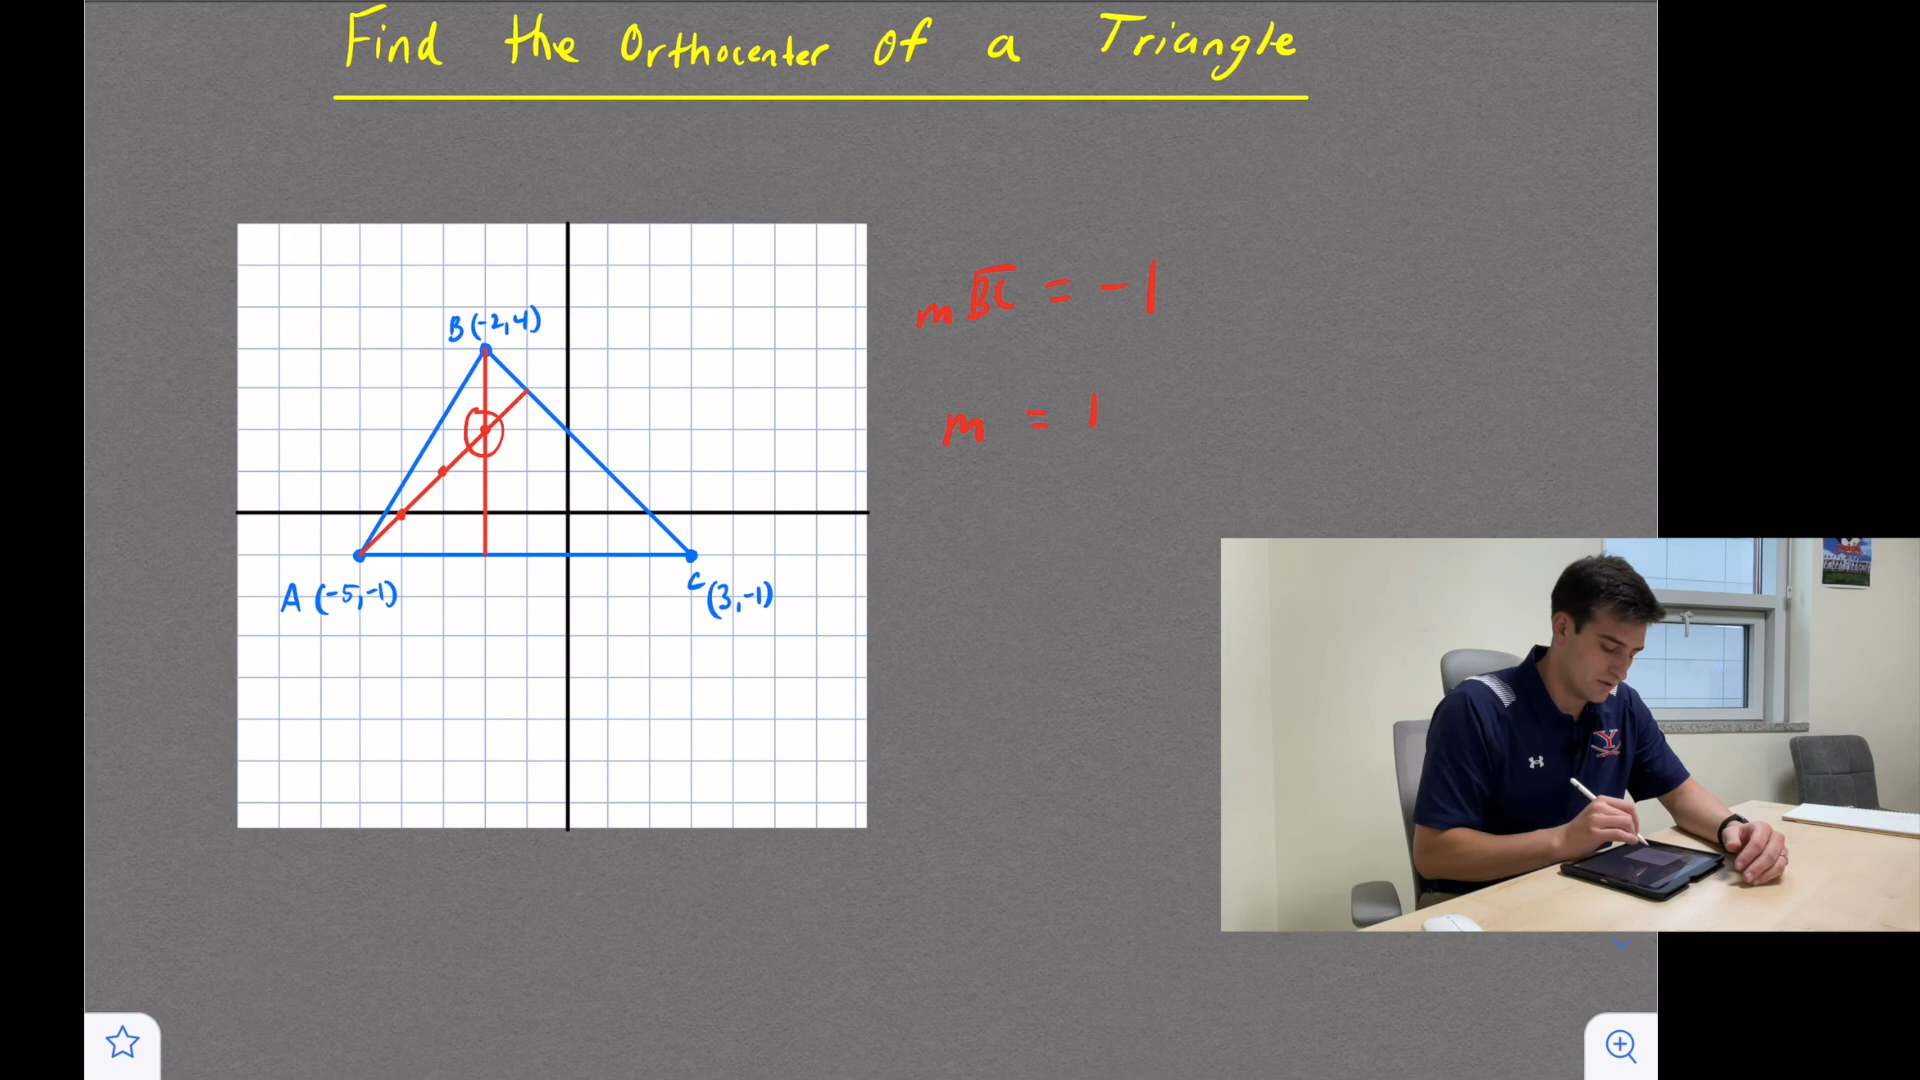 Find the Orthocenter of a Triangle
m BC = -1
B (-2,4)
m = 1
A (-5,-1)
C (3,-1)
Y